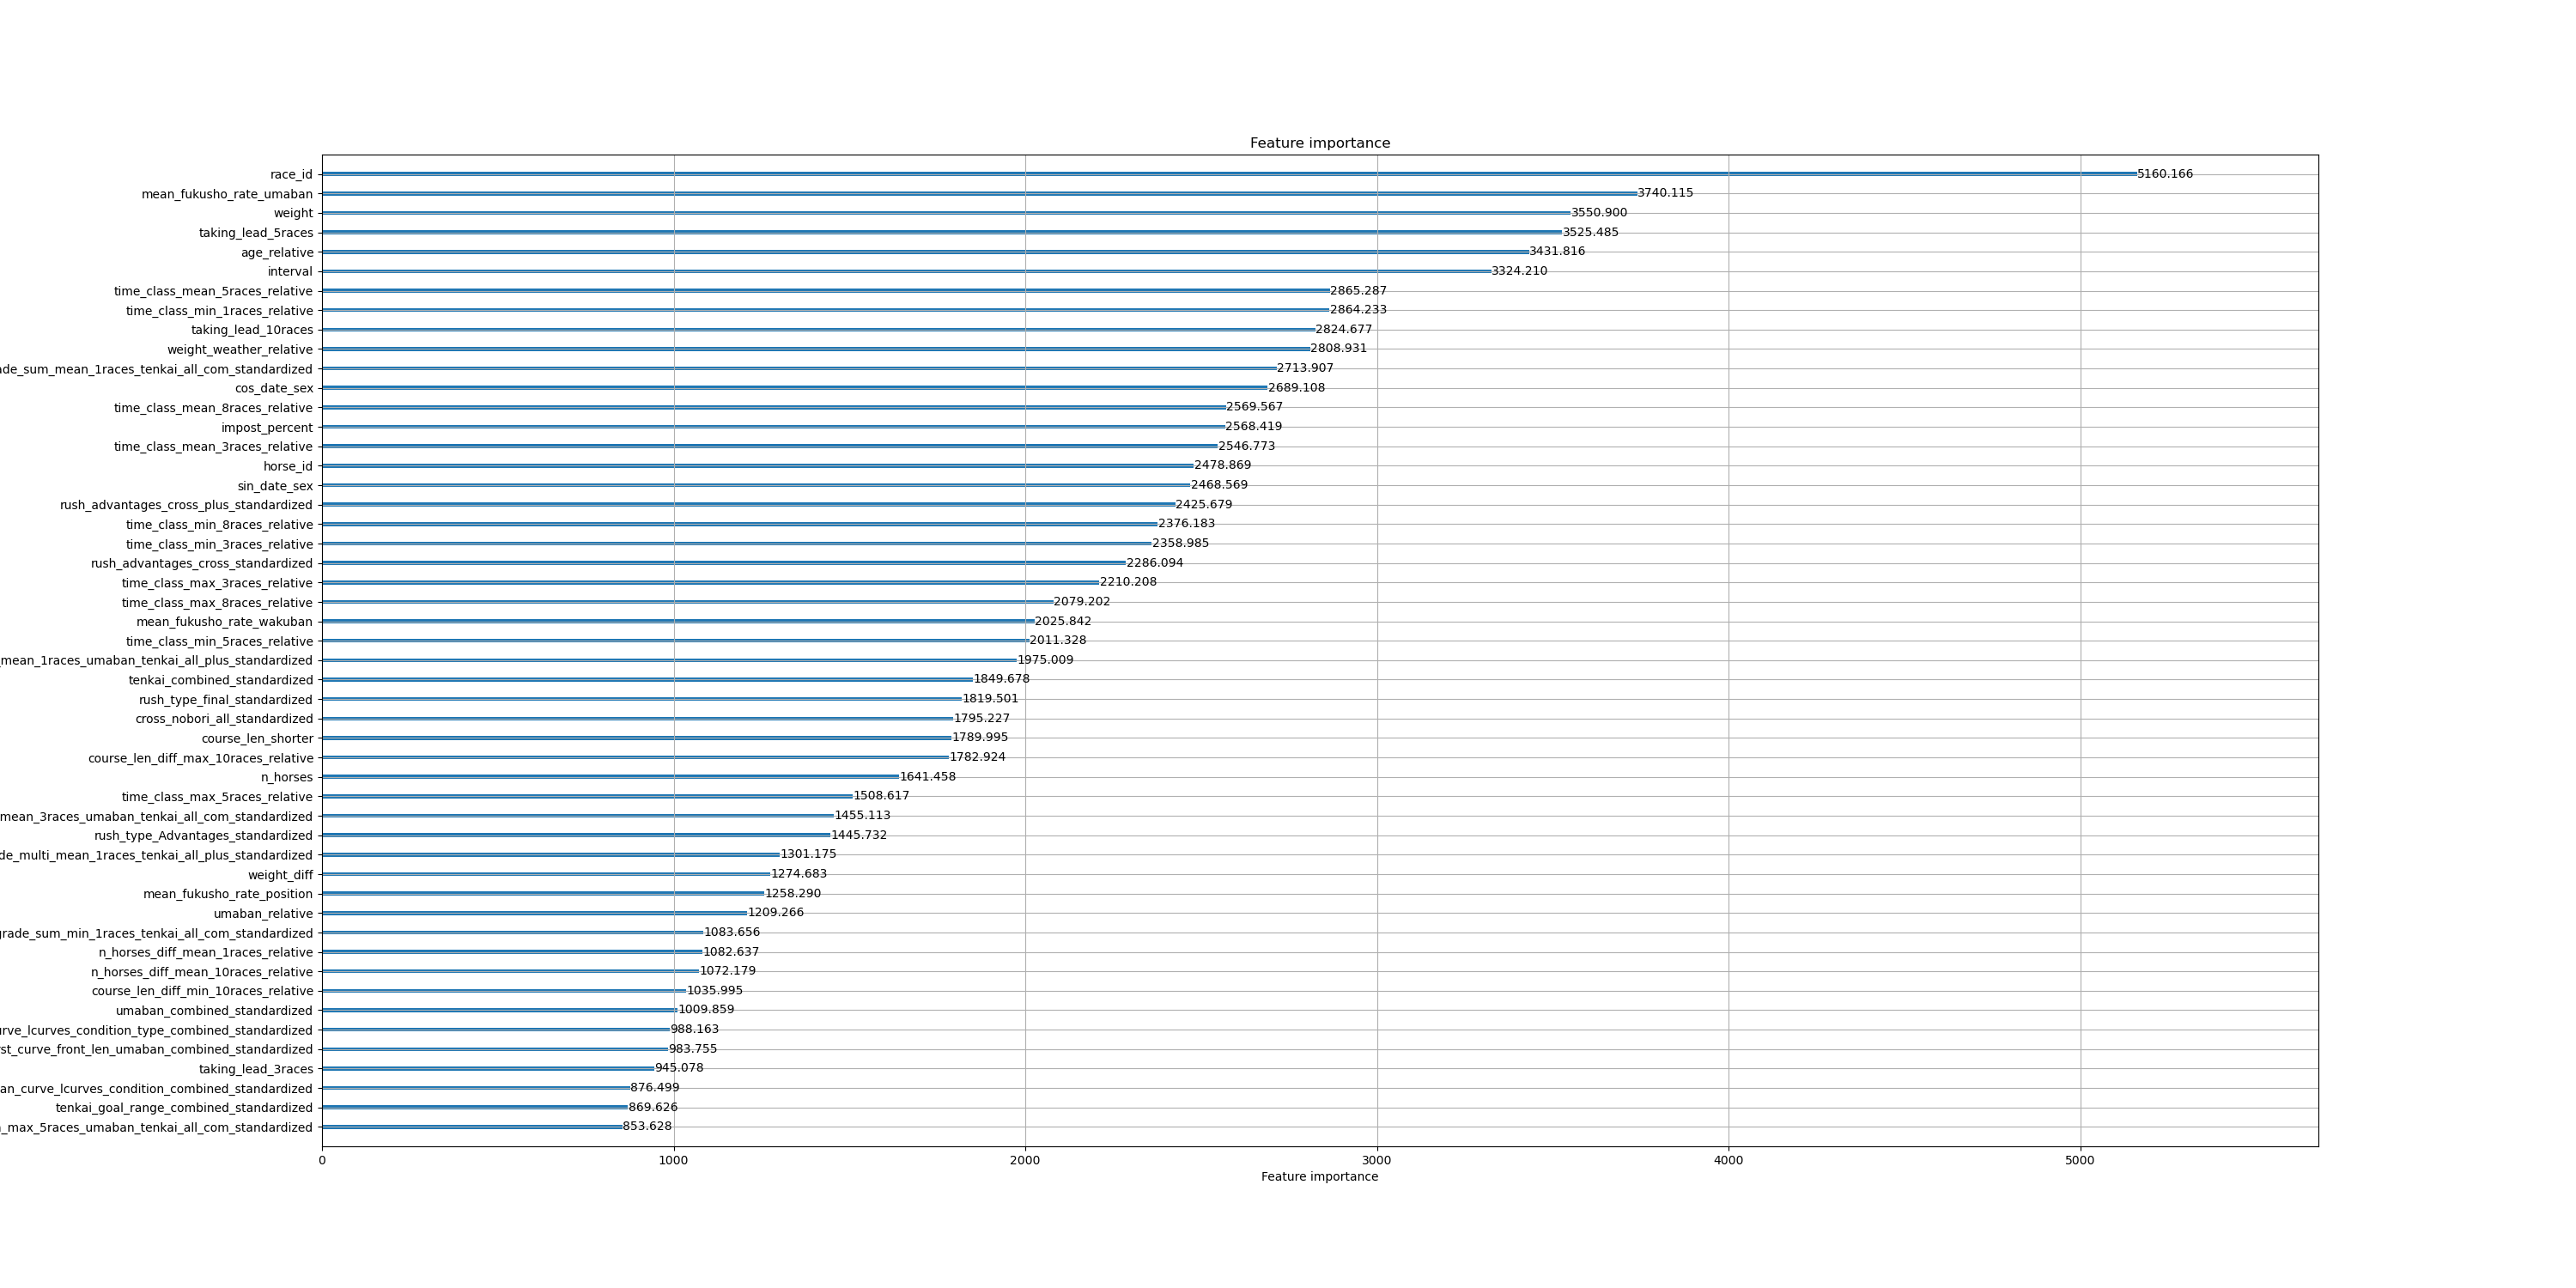 Feature importance
race_id 5160.166
mean_fukusho_rate_umaban 3740.115
weight 3550.900
taking_lead_5races 3525.485
age_relative 3431.816
interval 3324.210
time_class_mean_5races_relative 2865.287
time_class_min_1races_relative 2864.233
taking_lead_10races 2824.677
weight_weather_relative 2808.931
de_sum_mean_1races_tenkai_all_com_standardized 2713.907
cos_date_sex 2689.108
time_class_mean_8races_relative 2569.567
impost_percent 2568.419
time_class_mean_3races_relative 2546.773
horse_id 2478.869
sin_date_sex 2468.569
rush_advantages_cross_plus_standardized 2425.679
time_class_min_8races_relative 2376.183
time_class_min_3races_relative 2358.985
rush_advantages_cross_standardized 2286.094
time_class_max_3races_relative 2210.208
time_class_max_8races_relative 2079.202
mean_fukusho_rate_wakuban 2025.842
time_class_min_5races_relative 2011.328
_mean_1races_umaban_tenkai_all_plus_standardized 1975.009
tenkai_combined_standardized 1849.678
rush_type_final_standardized 1819.501
cross_nobori_all_standardized 1795.227
course_len_shorter 1789.995
course_len_diff_max_10races_relative 1782.924
n_horses 1641.458
time_class_max_5races_relative 1508.617
mean_3races_umaban_tenkai_all_com_standardized 1455.113
rush_type_Advantages_standardized 1445.732
de_multi_mean_1races_tenkai_all_plus_standardized 1301.175
weight_diff 1274.683
mean_fukusho_rate_position 1258.290
umaban_relative 1209.266
grade_sum_min_1races_tenkai_all_com_standardized 1083.656
n_horses_diff_mean_1races_relative 1082.637
n_horses_diff_mean_10races_relative 1072.179
course_len_diff_min_10races_relative 1035.995
umaban_combined_standardized 1009.859
rve_lcurves_condition_type_combined_standardized 988.163
st_curve_front_len_umaban_combined_standardized 983.755
taking_lead_3races 945.078
an_curve_lcurves_condition_combined_standardized 876.499
tenkai_goal_range_combined_standardized 869.626
_max_5races_umaban_tenkai_all_com_standardized 853.628
0 1000 2000 3000 4000 5000
Feature importance